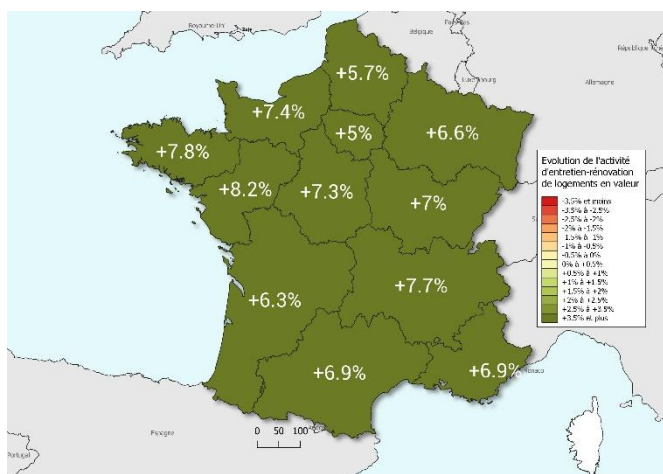 Royaume-Uni
Belgique
Allemagne
Luxembourg
+5.7%
+7.4%
+5%
+6.6%
+7.8%
+8.2%
+7.3%
+7%
+6.3%
+7.7%
+6.9%
+6.9%
Monaco
Espagne
Portugal
0 50 100
Evolution de l'activité
d'entretien-rénovation
de logements en valeur
-3.5% et moins
-3.5% à -2.5%
-2.5% à -2%
-2% à -1.5%
-1.5% à -1%
-1% à -0.5%
-0.5% à 0%
0% à +0.5%
+0.5% à +1%
+1% à +1.5%
+1.5% à +2%
+2% à +2.5%
+2.5% à +3.5%
+3.5% et plus